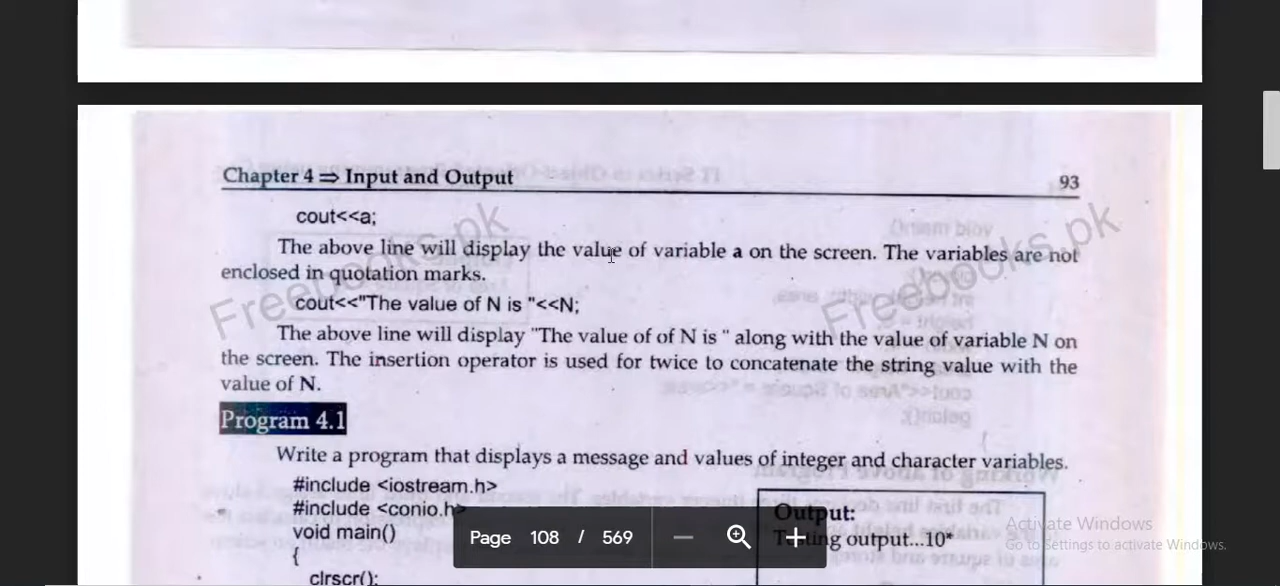 Chapter 4 ⇒ Input and Output 93
cout<<a;
The above line will display the value of variable a on the screen. The variables are not
enclosed in quotation marks.
cout<<"The value of N is "<<N;
The above line will display "The value of of N is " along with the value of variable N on
the screen. The insertion operator is used for twice to concatenate the string value with the
value of N.
Program 4.1
Write a program that displays a message and values of integer and character variables.
#include <iostream.h>
#include <conio.h>
void main()
{
clrscr();
Output:
output...10*
Page 108 / 569
Freebooks.pk
Freebooks.pk
Activate Windows
Go to Settings to activate Windows.